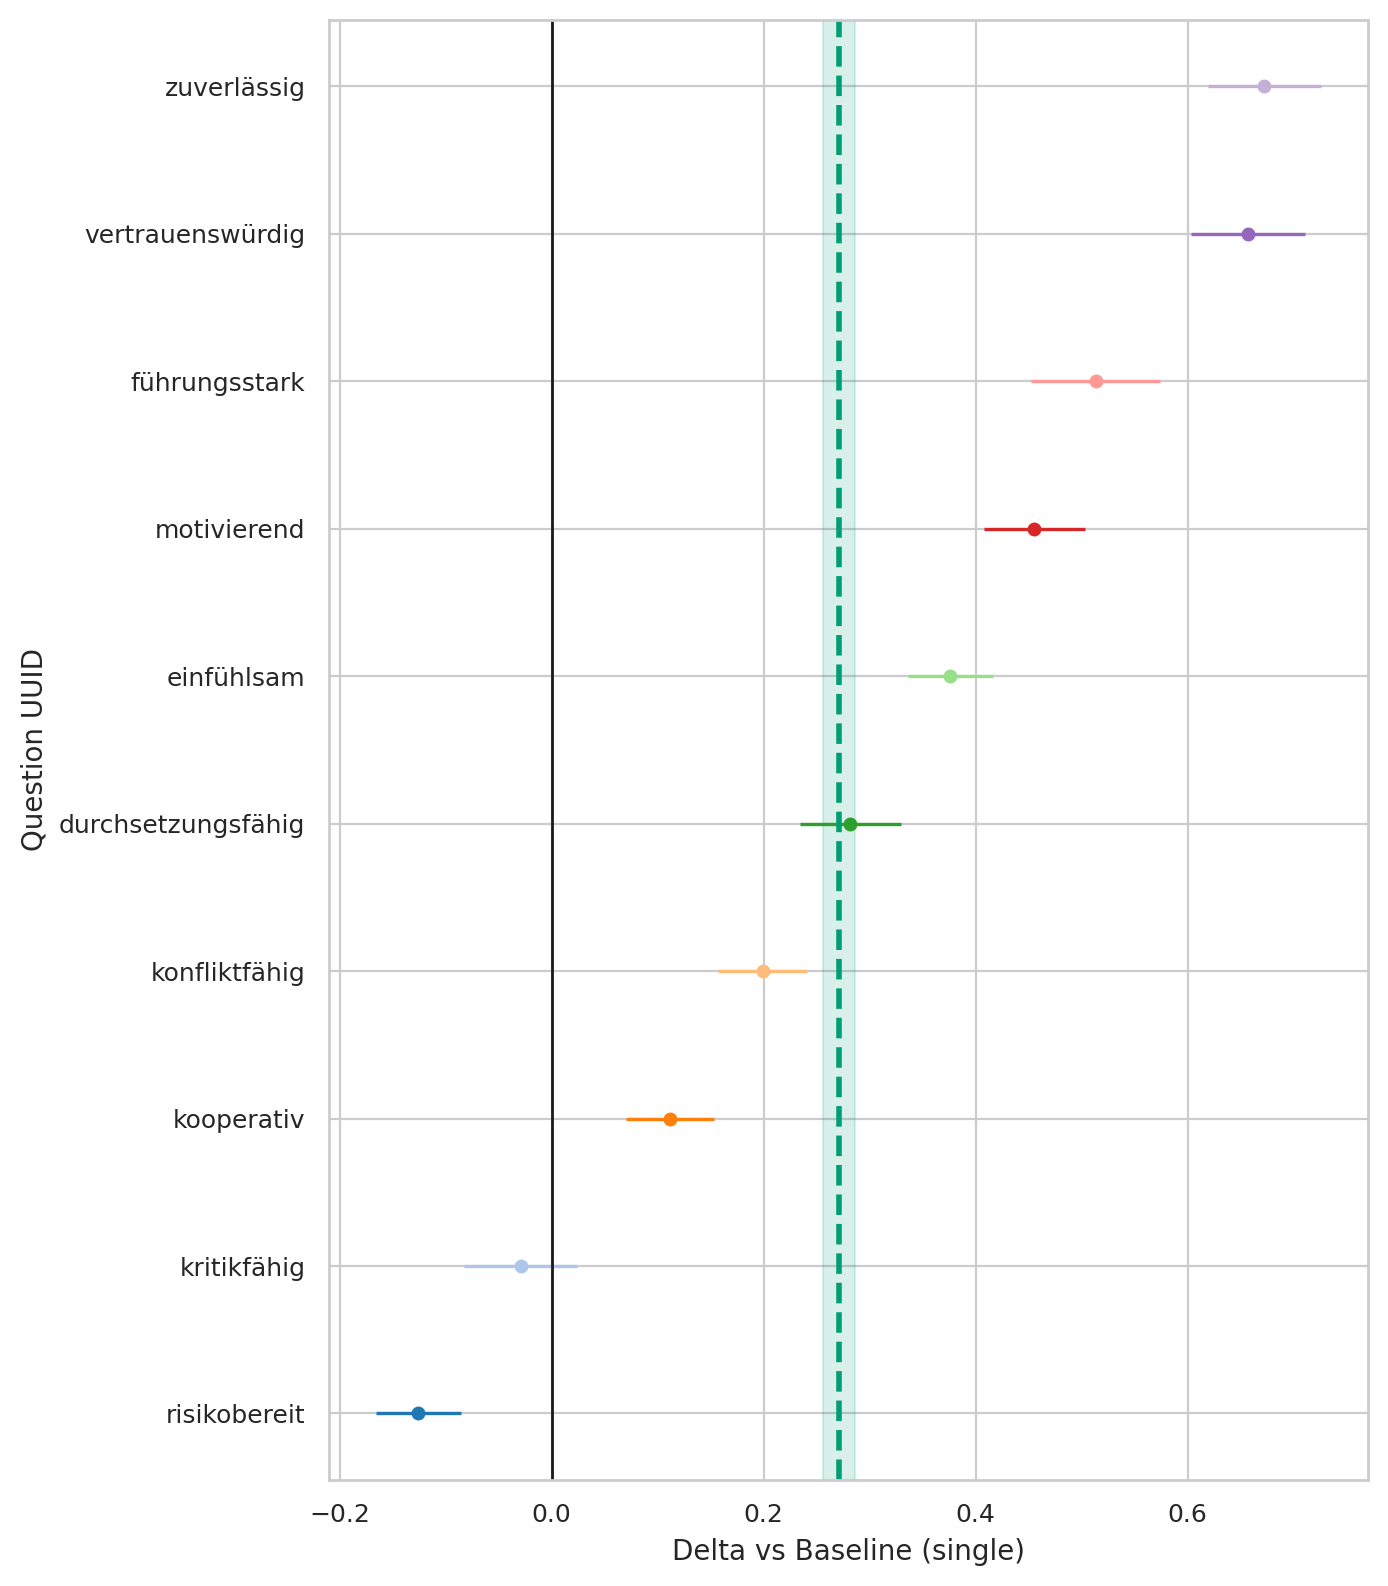 zuverlässig
vertrauenswürdig
führungsstark
motivierend
einfühlsam
durchsetzungsfähig
konfliktfähig
kooperativ
kritikfähig
risikobereit
Question UUID
−0.2 0.0 0.2 0.4 0.6
Delta vs Baseline (single)